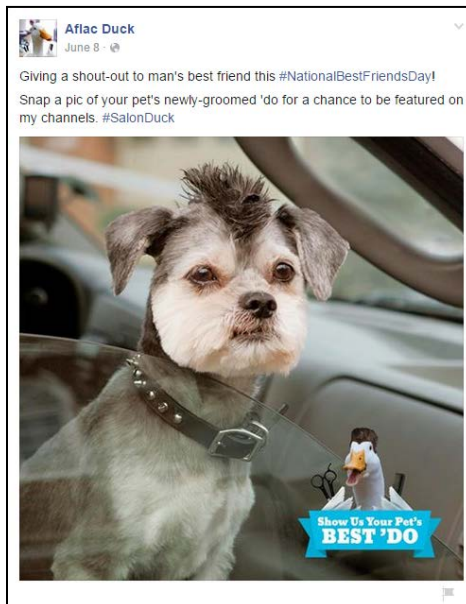 Aflac Duck
June 8 ·
Giving a shout-out to man's best friend this #NationalBestFriendsDay!
Snap a pic of your pet's newly-groomed 'do for a chance to be featured on
my channels. #SalonDuck
Show Us Your Pet's
BEST 'DO